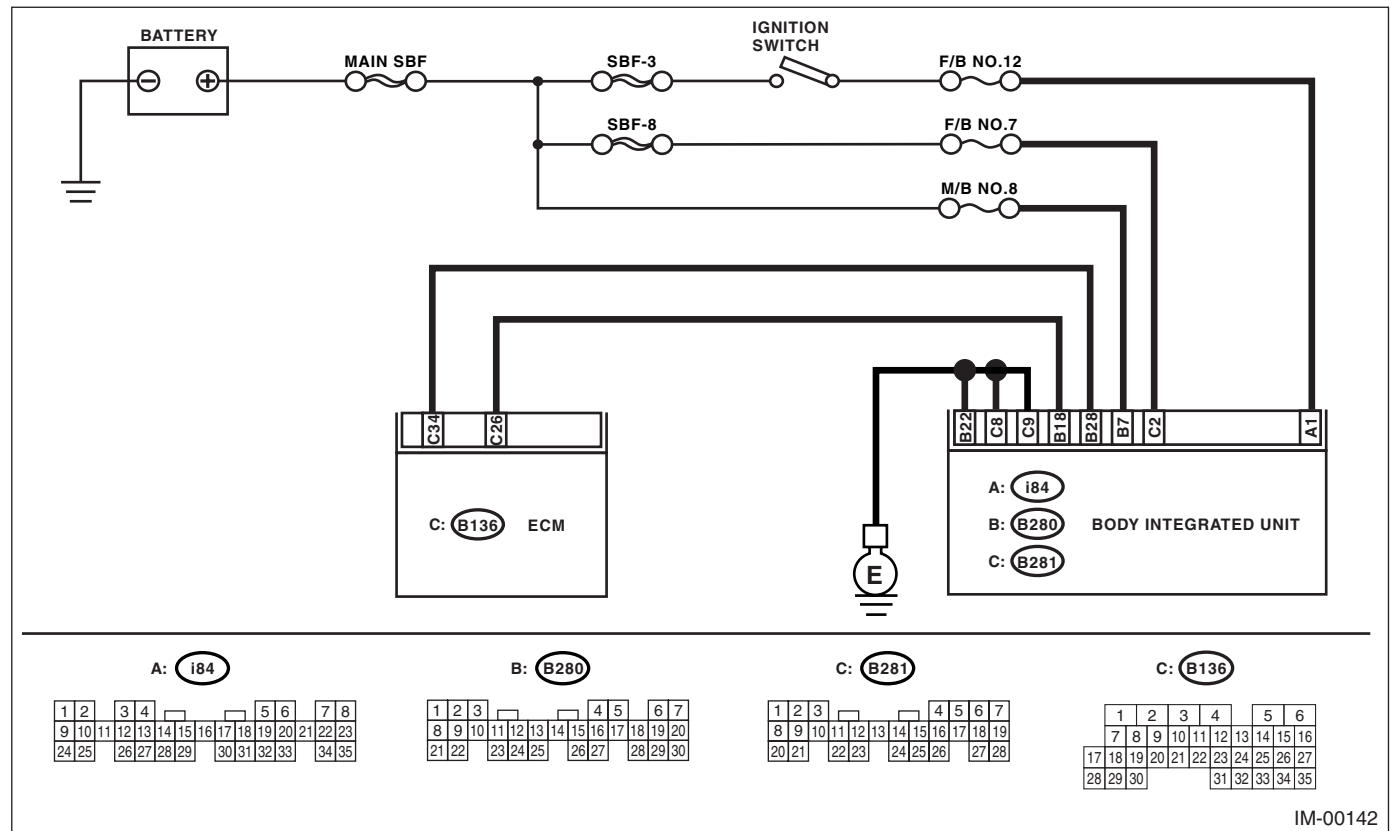 BATTERY
IGNITION
SWITCH
MAIN SBF
SBF-3
F/B NO.12
SBF-8
F/B NO.7
M/B NO.8
C34
C26
B22
C8
C9
B18
B28
B7
C2
A1
C: B136 ECM
E
A: i84
B: B280 BODY INTEGRATED UNIT
C: B281
A: i84
1 2 3 4 5 6 7 8
9 10 11 12 13 14 15 16 17 18 19 20 21 22 23
24 25 26 27 28 29 30 31 32 33 34 35
B: B280
1 2 3 4 5 6 7
8 9 10 11 12 13 14 15 16 17 18 19 20
21 22 23 24 25 26 27 28 29 30
C: B281
1 2 3 4 5 6 7
8 9 10 11 12 13 14 15 16 17 18 19
20 21 22 23 24 25 26 27 28
C: B136
1 2 3 4 5 6
7 8 9 10 11 12 13 14 15 16
17 18 19 20 21 22 23 24 25 26 27
28 29 30 31 32 33 34 35
IM-00142